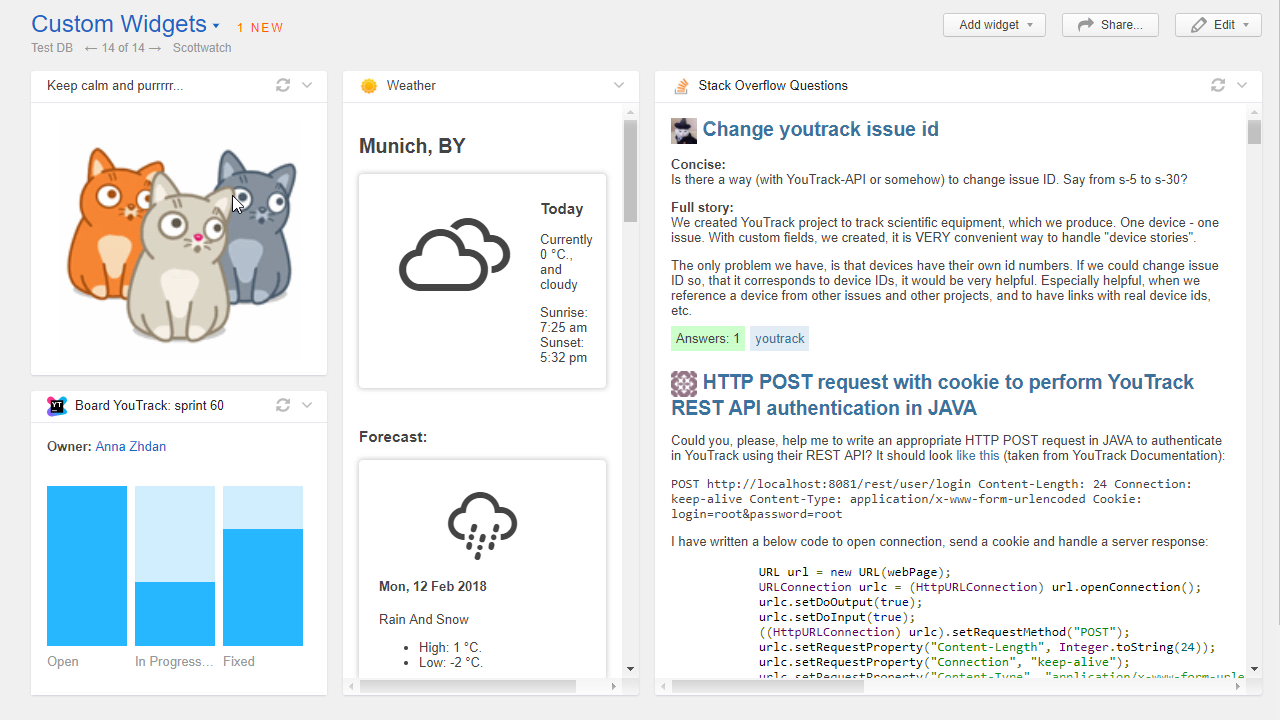 Custom Widgets 1 NEW
Test DB ← 14 of 14 → Scottwatch
Add widget
Share...
Edit
Keep calm and purrrrr...
YT Board YouTrack: sprint 60
Owner: Anna Zhdan
Open In Progress... Fixed
Weather
Munich, BY
Today
Currently
0 °C.,
and
cloudy
Sunrise:
7:25 am
Sunset:
5:32 pm
Forecast:
Mon, 12 Feb 2018
Rain And Snow
• High: 1 °C.
• Low: -2 °C.
Stack Overflow Questions
Change youtrack issue id
Concise:
Is there a way (with YouTrack-API or somehow) to change issue ID. Say from s-5 to s-30?
Full story:
We created YouTrack project to track scientific equipment, which we produce. One device - one
issue. With custom fields, we created, it is VERY convenient way to handle "device stories".
The only problem we have, is that devices have their own id numbers. If we could change issue
ID so, that it corresponds to device IDs, it would be very helpful. Especially helpful, when we
reference a device from other issues and other projects, and to have links with real device ids,
etc.
Answers: 1 youtrack
HTTP POST request with cookie to perform YouTrack
REST API authentication in JAVA
Could you, please, help me to write an appropriate HTTP POST request in JAVA to authenticate
in YouTrack using their REST API? It should look like this (taken from YouTrack Documentation):
POST http://localhost:8081/rest/user/login Content-Length: 24 Connection:
keep-alive Content-Type: application/x-www-form-urlencoded Cookie:
login=root&password=root
I have written a below code to open connection, send a cookie and handle a server response:
URL url = new URL(webPage);
URLConnection urlc = (HttpURLConnection) url.openConnection();
urlc.setDoOutput(true);
urlc.setDoInput(true);
((HttpURLConnection) urlc).setRequestMethod("POST");
urlc.setRequestProperty("Content-Length", Integer.toString(24));
urlc.setRequestProperty("Connection", "keep-alive");
urlc.setRequestProperty("Content-Type", "application/x-www-form-urle